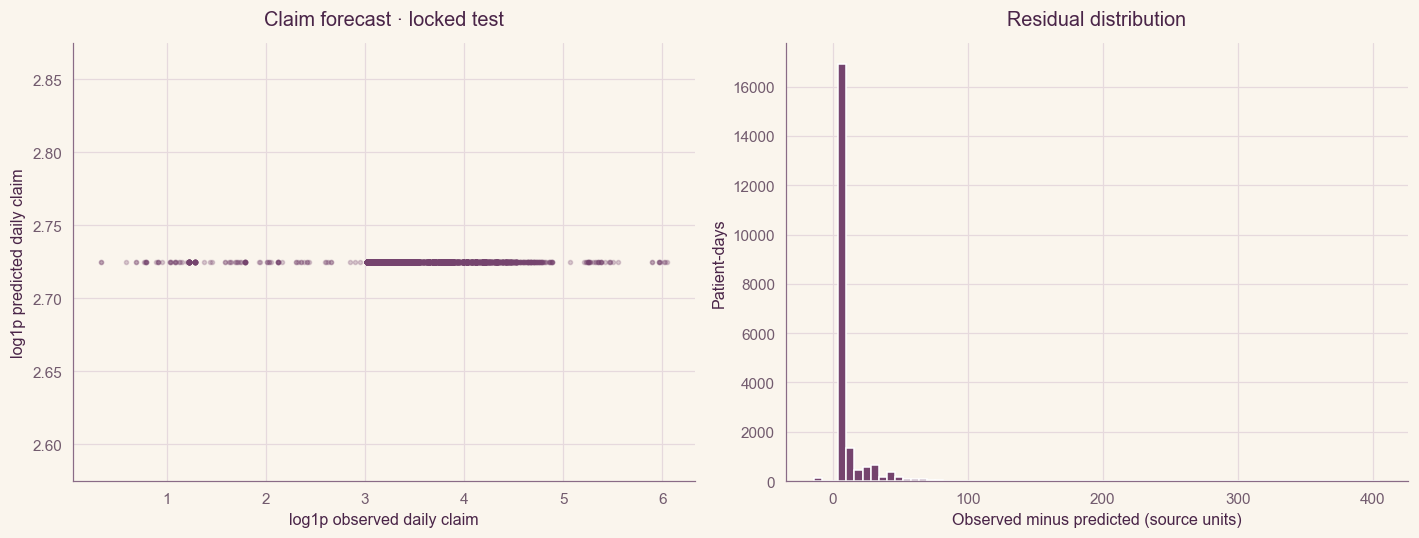 Claim forecast · locked test
log1p predicted daily claim
2.85
2.80
2.75
2.70
2.65
2.60
1 2 3 4 5 6
log1p observed daily claim
Residual distribution
Patient-days
16000
14000
12000
10000
8000
6000
4000
2000
0
0 100 200 300 400
Observed minus predicted (source units)